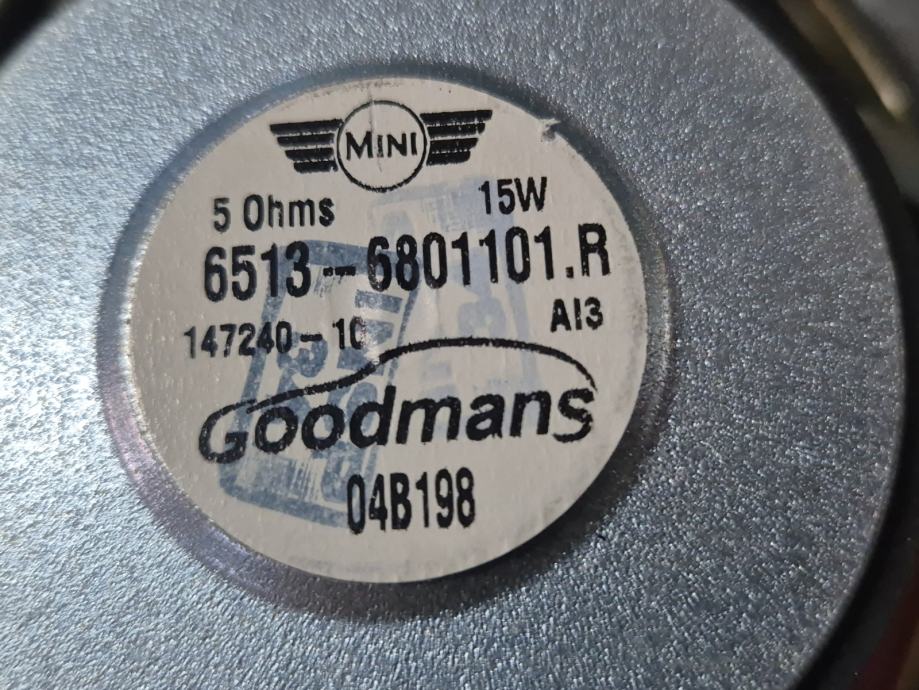 MINI
5 Ohms 15W
6513-6801101.R
147240-10 AI3
Goodmans
04B198